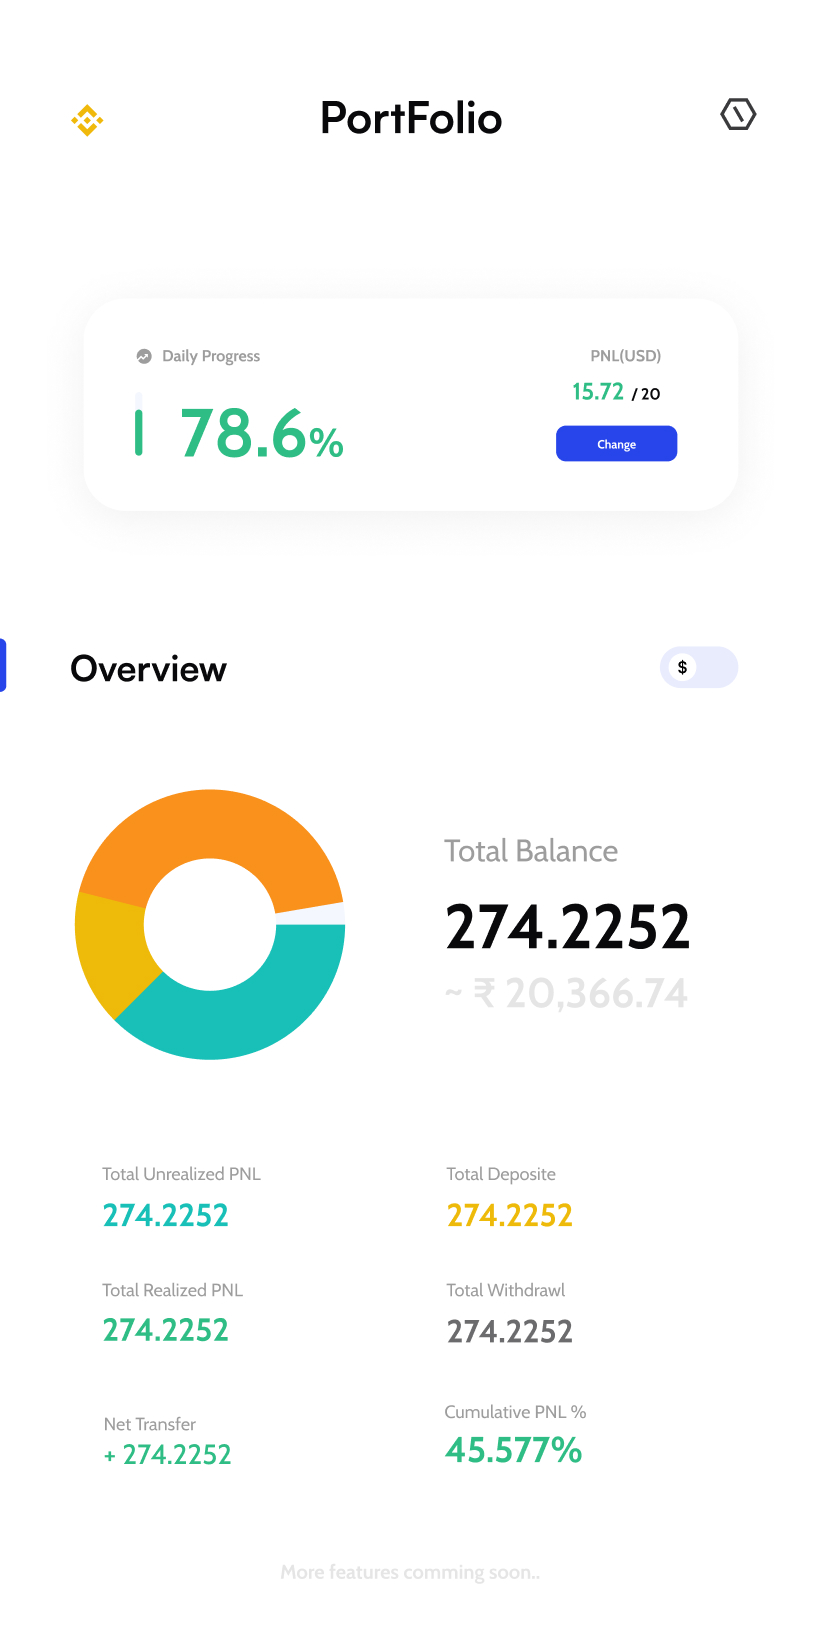 PortFolio
Daily Progress
PNL(USD)
15.72 / 20
78.6%
Change
Overview
$
Total Balance
274.2252
~ ₹ 20,366.74
Total Unrealized PNL
Total Deposite
274.2252
274.2252
Total Realized PNL
Total Withdrawl
274.2252
274.2252
Net Transfer
Cumulative PNL %
+ 274.2252
45.577%
More features comming soon..